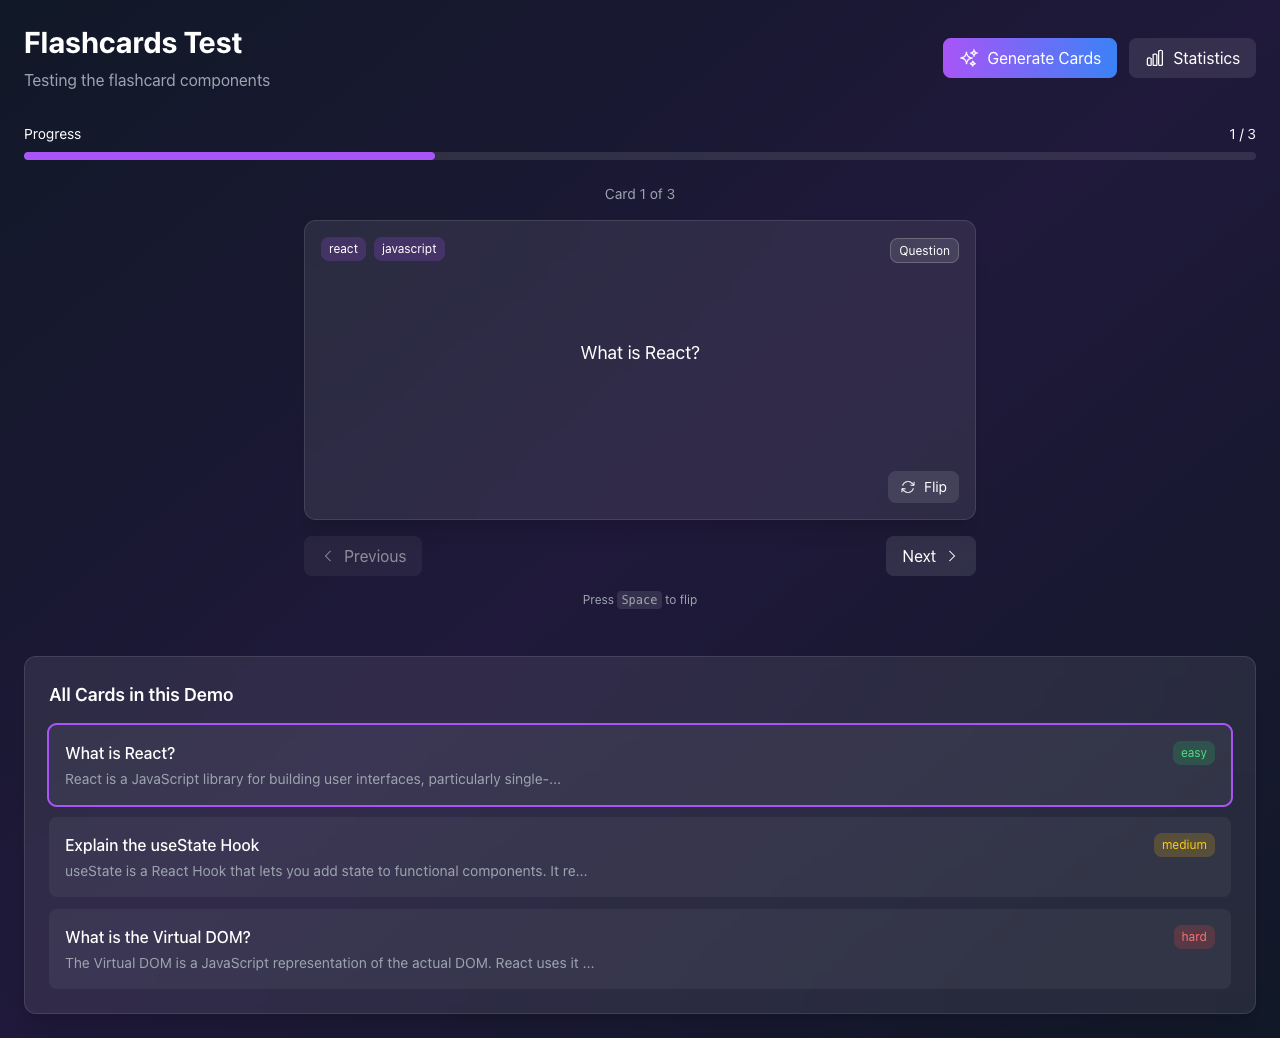 Flashcards Test
Testing the flashcard components
Generate Cards
Statistics
Progress
1 / 3
Card 1 of 3
react
javascript
Question
What is React?
Flip
Previous
Next
Press Space to flip
All Cards in this Demo
What is React?
easy
React is a JavaScript library for building user interfaces, particularly single-...
Explain the useState Hook
medium
useState is a React Hook that lets you add state to functional components. It re...
What is the Virtual DOM?
hard
The Virtual DOM is a JavaScript representation of the actual DOM. React uses it ...